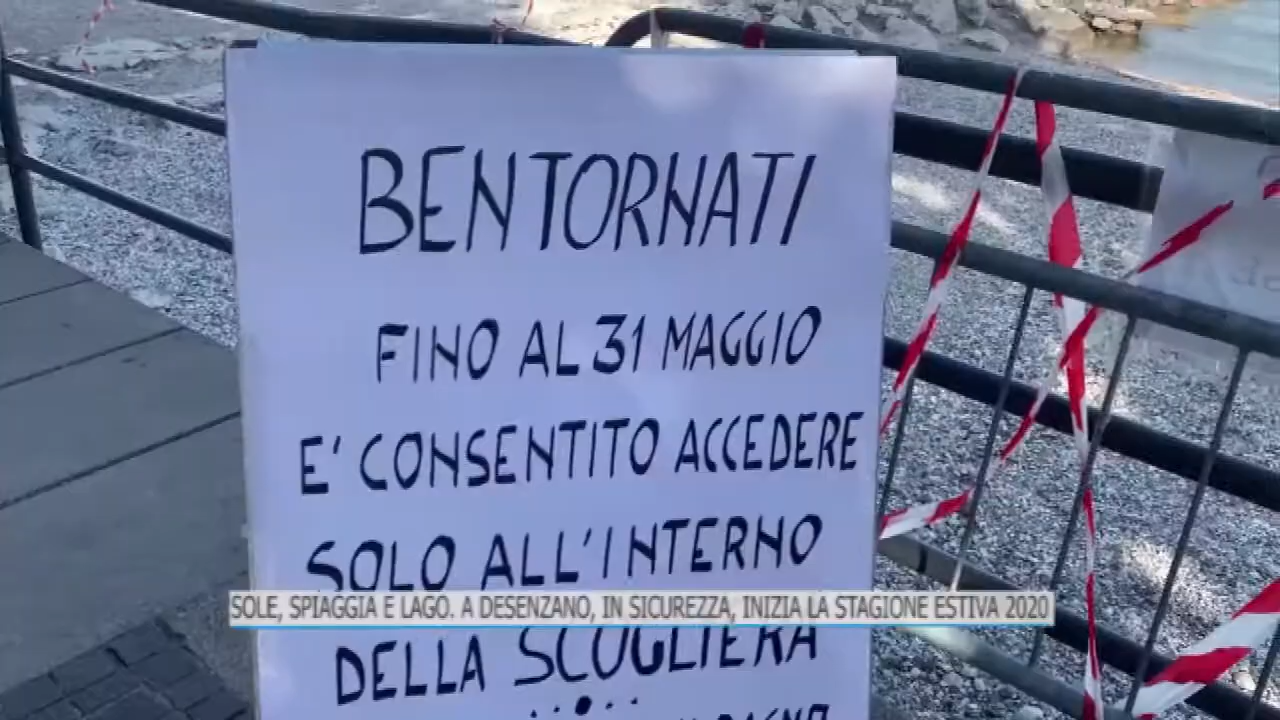 BENTORNATI
FINO AL 31 MAGGIO
E' CONSENTITO ACCEDERE
SOLO ALL'INTERNO
SOLE, SPIAGGIA E LAGO. A DESENZANO, IN SICUREZZA, INIZIA LA STAGIONE ESTIVA 2020
DELLA SCOGLIERA